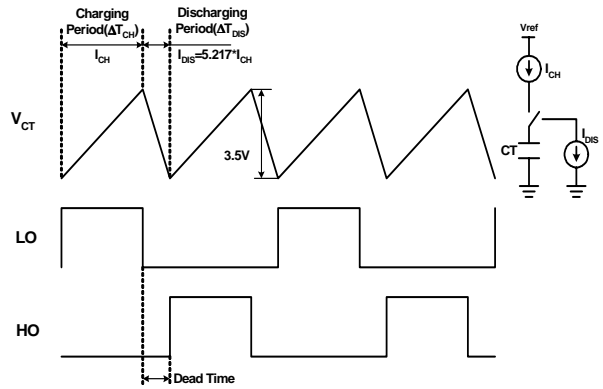 Charging
Period(ΔT_CH)
Discharging
Period(ΔT_DIS)
I_CH
I_DIS=5.217*I_CH
V_CT
3.5V
Vref
I_CH
CT
I_DIS
LO
HO
Dead Time